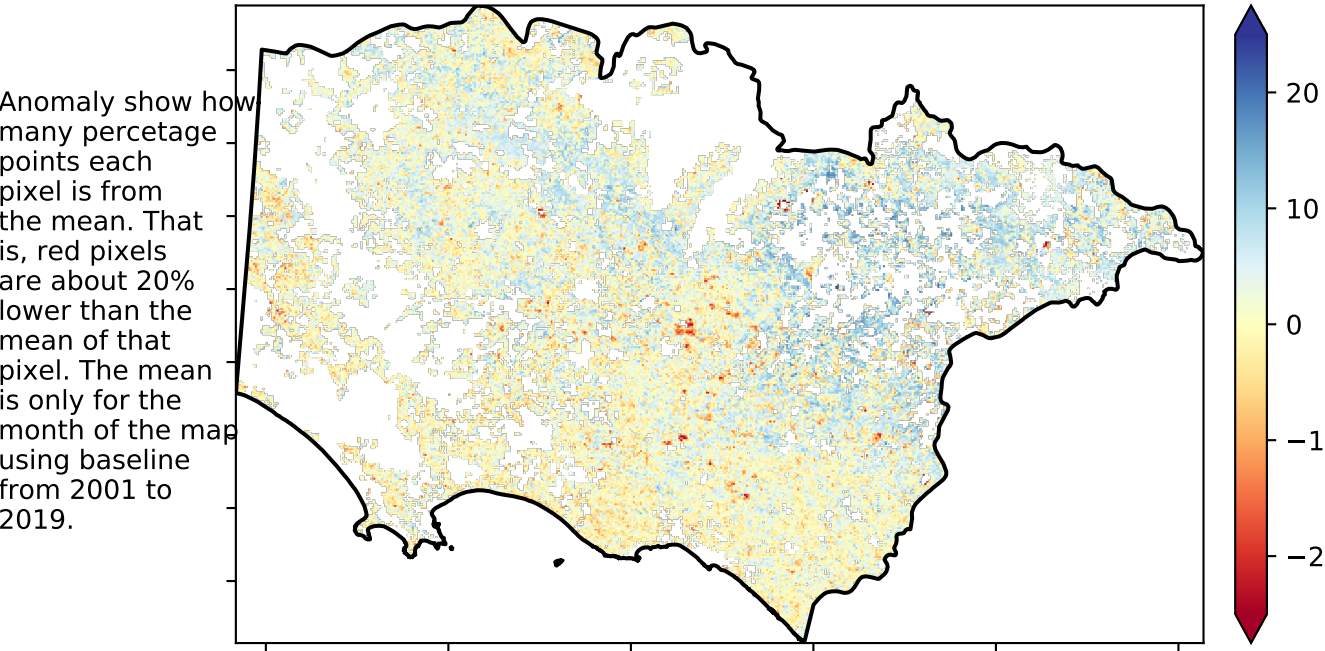 Anomaly show how
many percetage
points each
pixel is from
the mean. That
is, red pixels
are about 20%
lower than the
mean of that
pixel. The mean
is only for the
month of the map
using baseline
from 2001 to
2019.
20
10
0
−1
−2